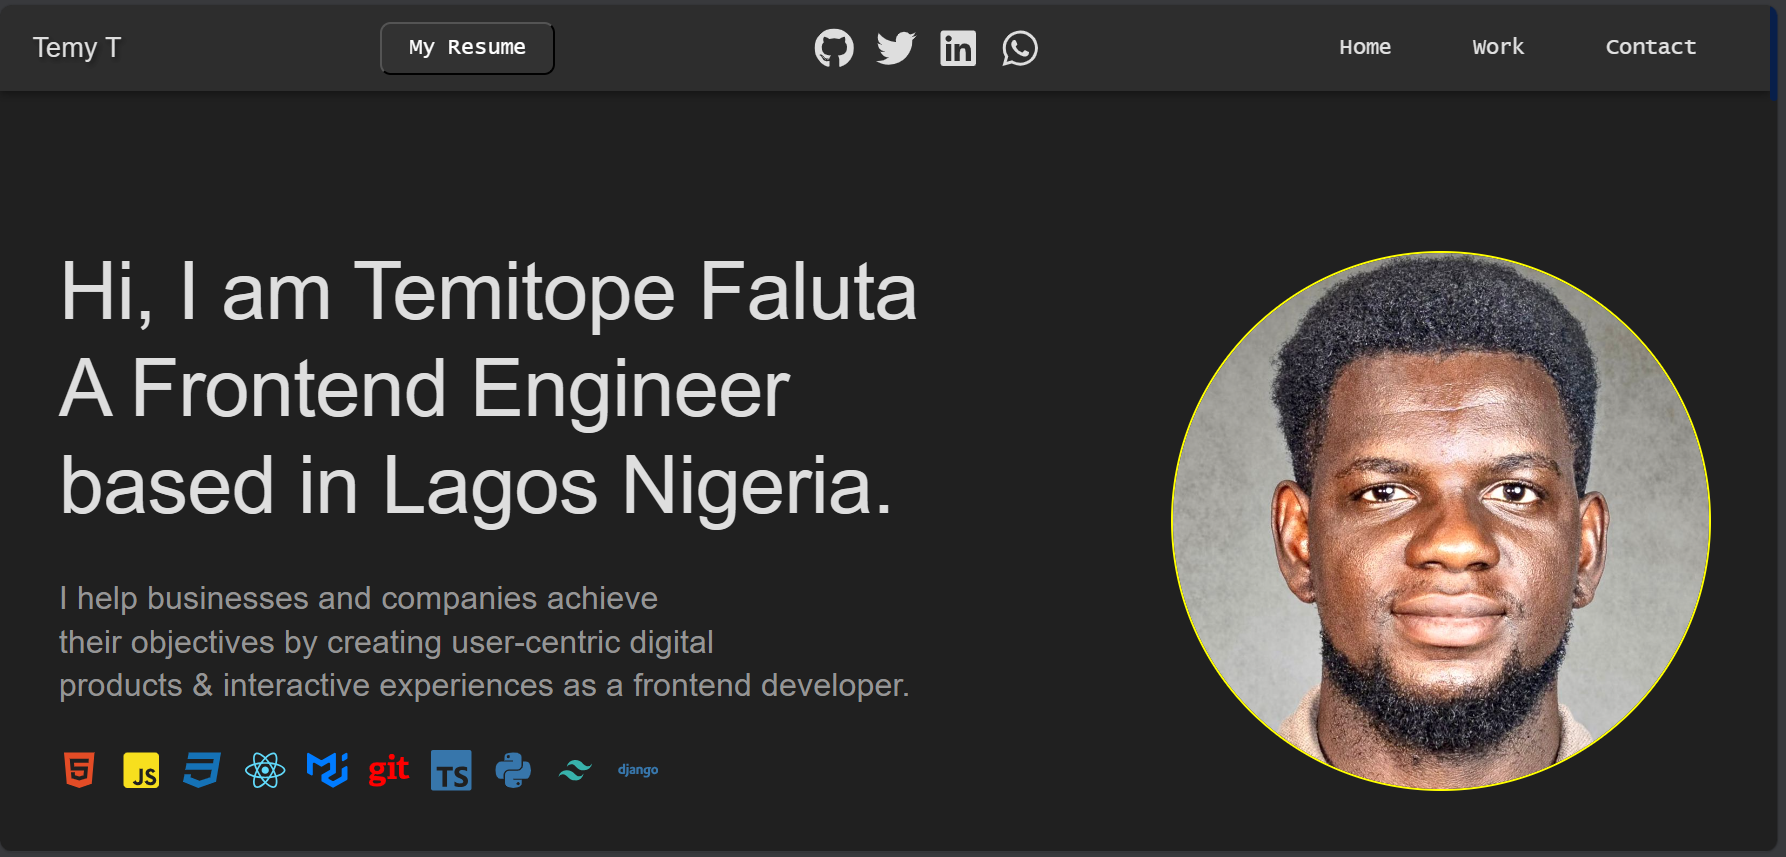 Temy T
My Resume
in
Home
Work
Contact
Hi, I am Temitope Faluta
A Frontend Engineer
based in Lagos Nigeria.
I help businesses and companies achieve
their objectives by creating user-centric digital
products & interactive experiences as a frontend developer.
5
JS
3
git
TS
django